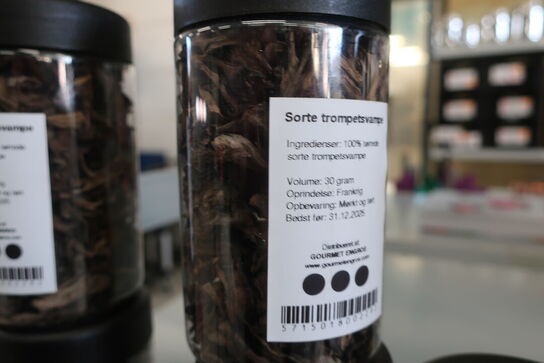 Sorte trompetsvampe
Ingredienser: 100% tørrede
sorte trompetsvampe
Volume: 30 gram
Oprindelse: Frankrig
Opbevaring: Mørkt og tørt
Bedst før: 31.12.2025
Distribueret af:
GOURMET ENGROS
www.gourmetengros.com